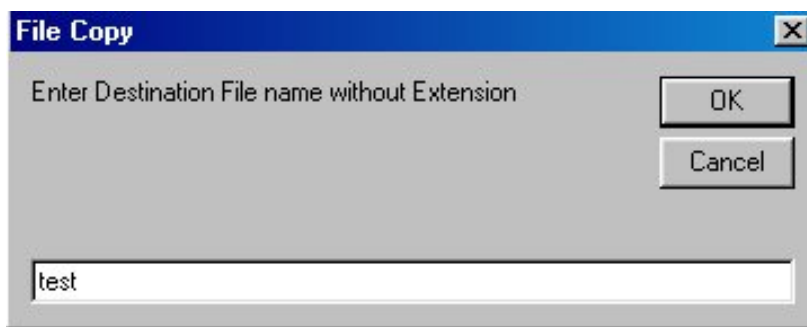 File Copy
Enter Destination File name without Extension
OK
Cancel
test